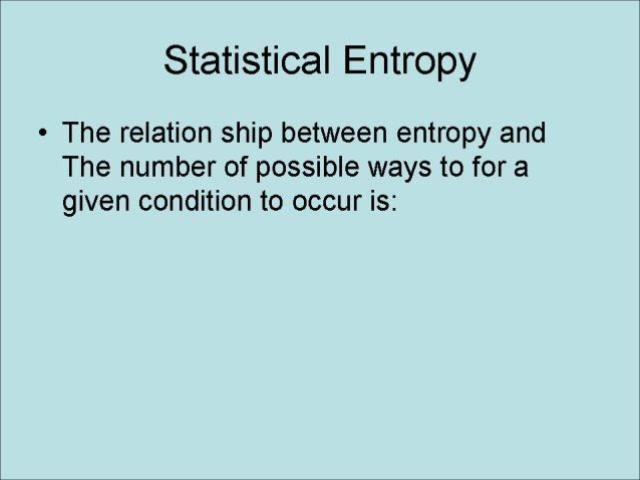 Statistical Entropy
• The relation ship between entropy and
The number of possible ways to for a
given condition to occur is: